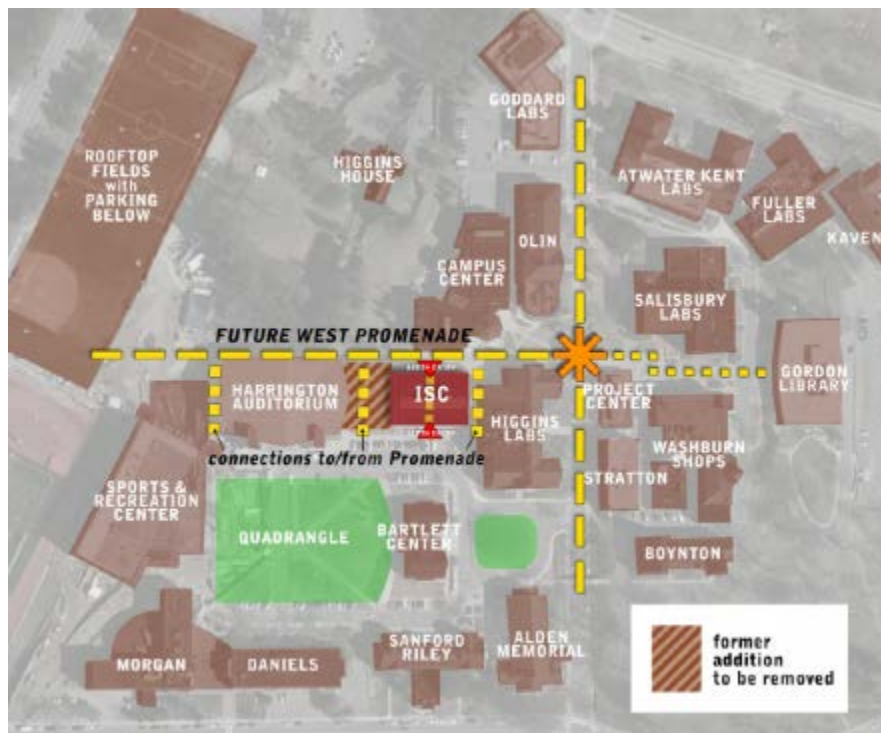 GODDARD
LABS
ROOFTOP
FIELDS
with
PARKING
BELOW
HIGGINS
HOUSE
ATWATER KENT
LABS
FULLER
LABS
KAVEN
OLIN
CAMPUS
CENTER
SALISBURY
LABS
FUTURE WEST PROMENADE
GORDON
LIBRARY
HARRINGTON
AUDITORIUM
ISC
PROJECT
CENTER
HIGGINS
LABS
WASHBURN
SHOPS
connections to/from Promenade
STRATTON
SPORTS &
RECREATION
CENTER
QUADRANGLE
BARTLETT
CENTER
BOYNTON
MORGAN
DANIELS
SANFORD
RILEY
ALDEN
MEMORIAL
former
addition
to be removed